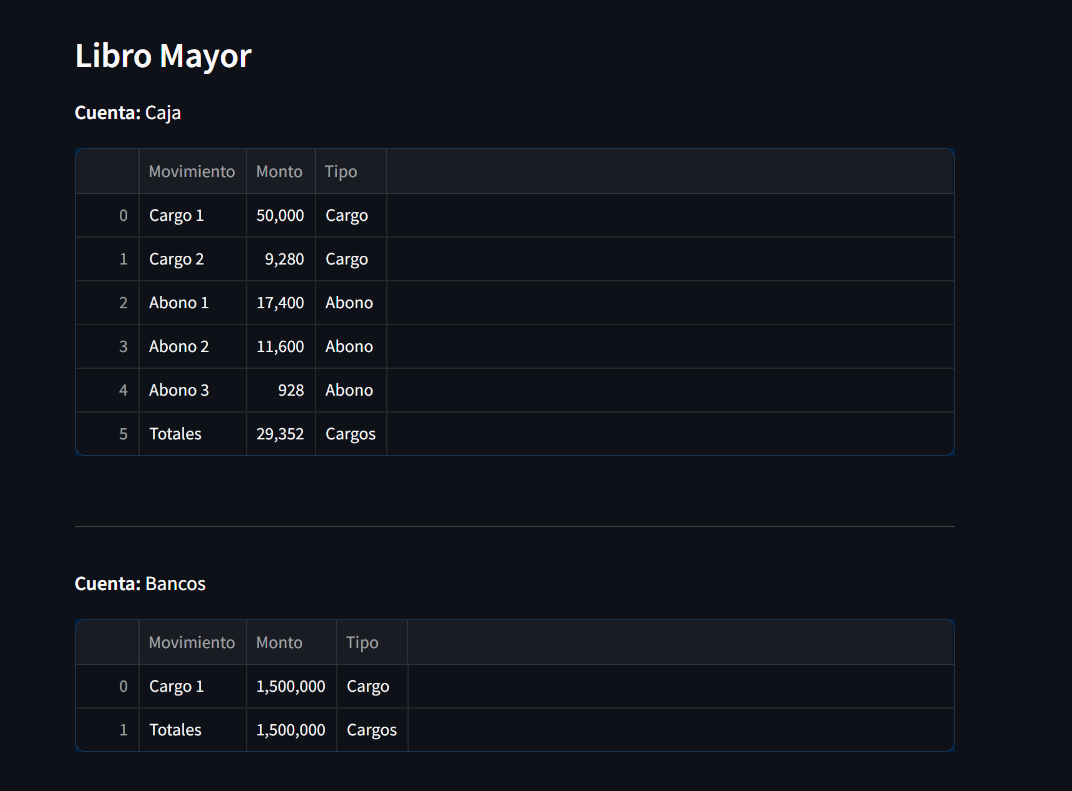 Libro Mayor
Cuenta: Caja
Movimiento Monto Tipo
0 Cargo 1 50,000 Cargo
1 Cargo 2 9,280 Cargo
2 Abono 1 17,400 Abono
3 Abono 2 11,600 Abono
4 Abono 3 928 Abono
5 Totales 29,352 Cargos
Cuenta: Bancos
Movimiento Monto Tipo
0 Cargo 1 1,500,000 Cargo
1 Totales 1,500,000 Cargos